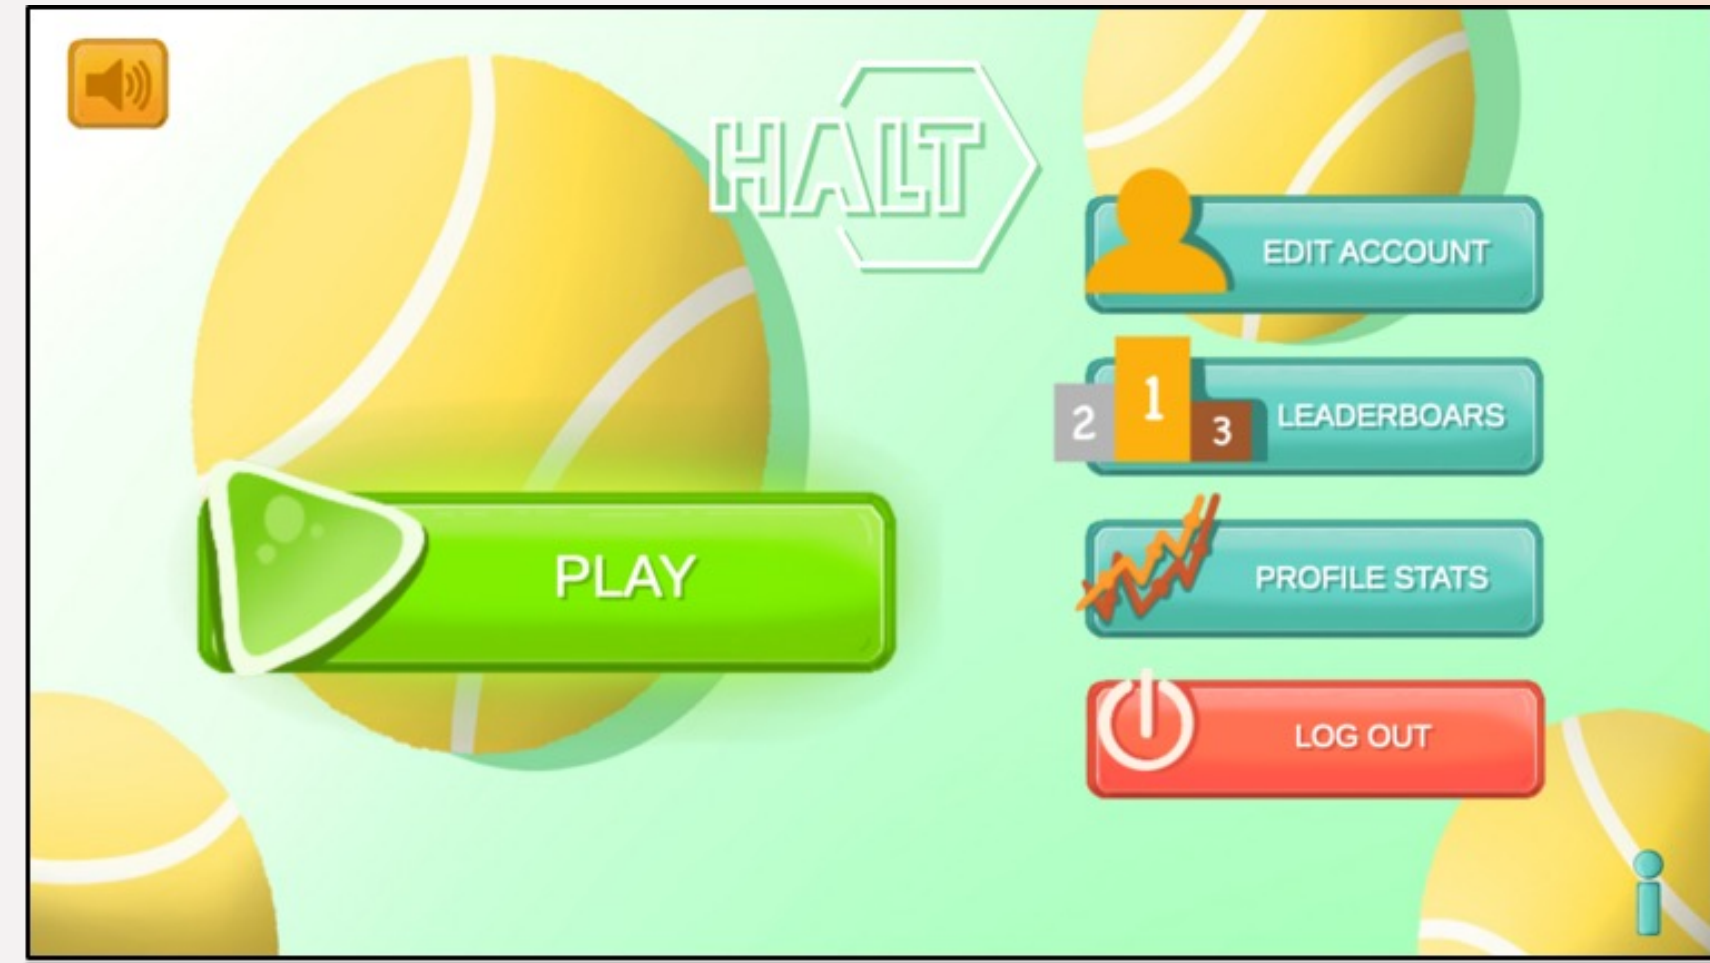 HALT
EDIT ACCOUNT
2 1 3
LEADERBOARS
PROFILE STATS
PLAY
LOG OUT